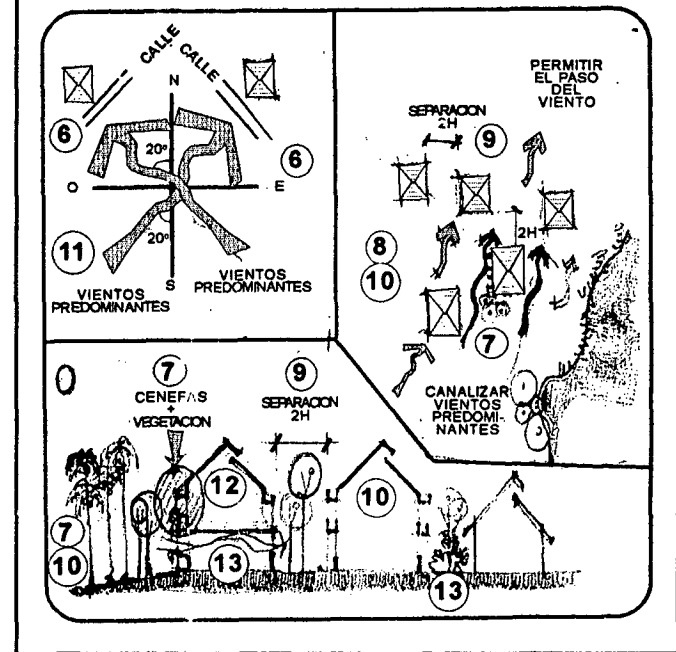 CALLE
CALLE
N
6
20º
6
O
E
11
20º
S
VIENTOS
PREDOMINANTES
VIENTOS
PREDOMINANTES
PERMITIR
EL PASO
DEL
VIENTO
SEPARACION
2H
9
8
10
2H
7
CANALIZAR
VIENTOS
PREDOMI-
NANTES
7
CENEFAS
+
VEGETACION
9
SEPARACION
2H
12
10
7
10
13
13